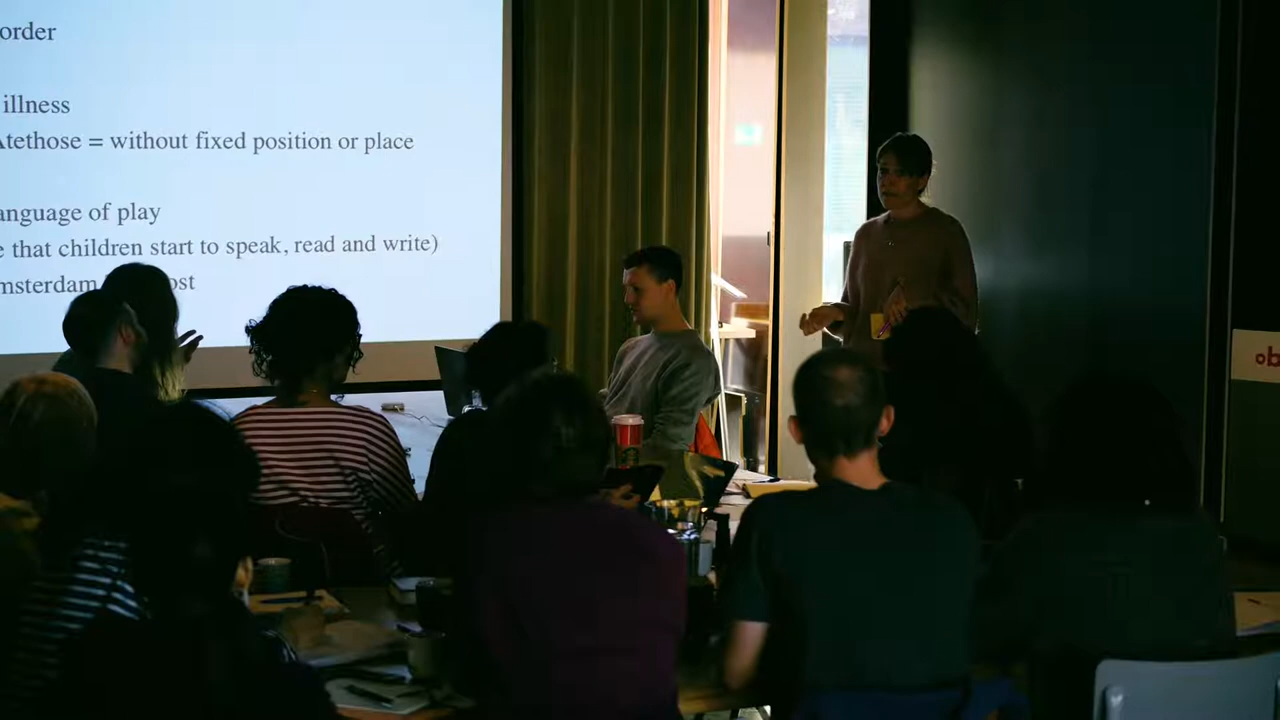 order
illness
tethose = without fixed position or place
anguage of play
e that children start to speak, read and write)
msterdam ost
ob